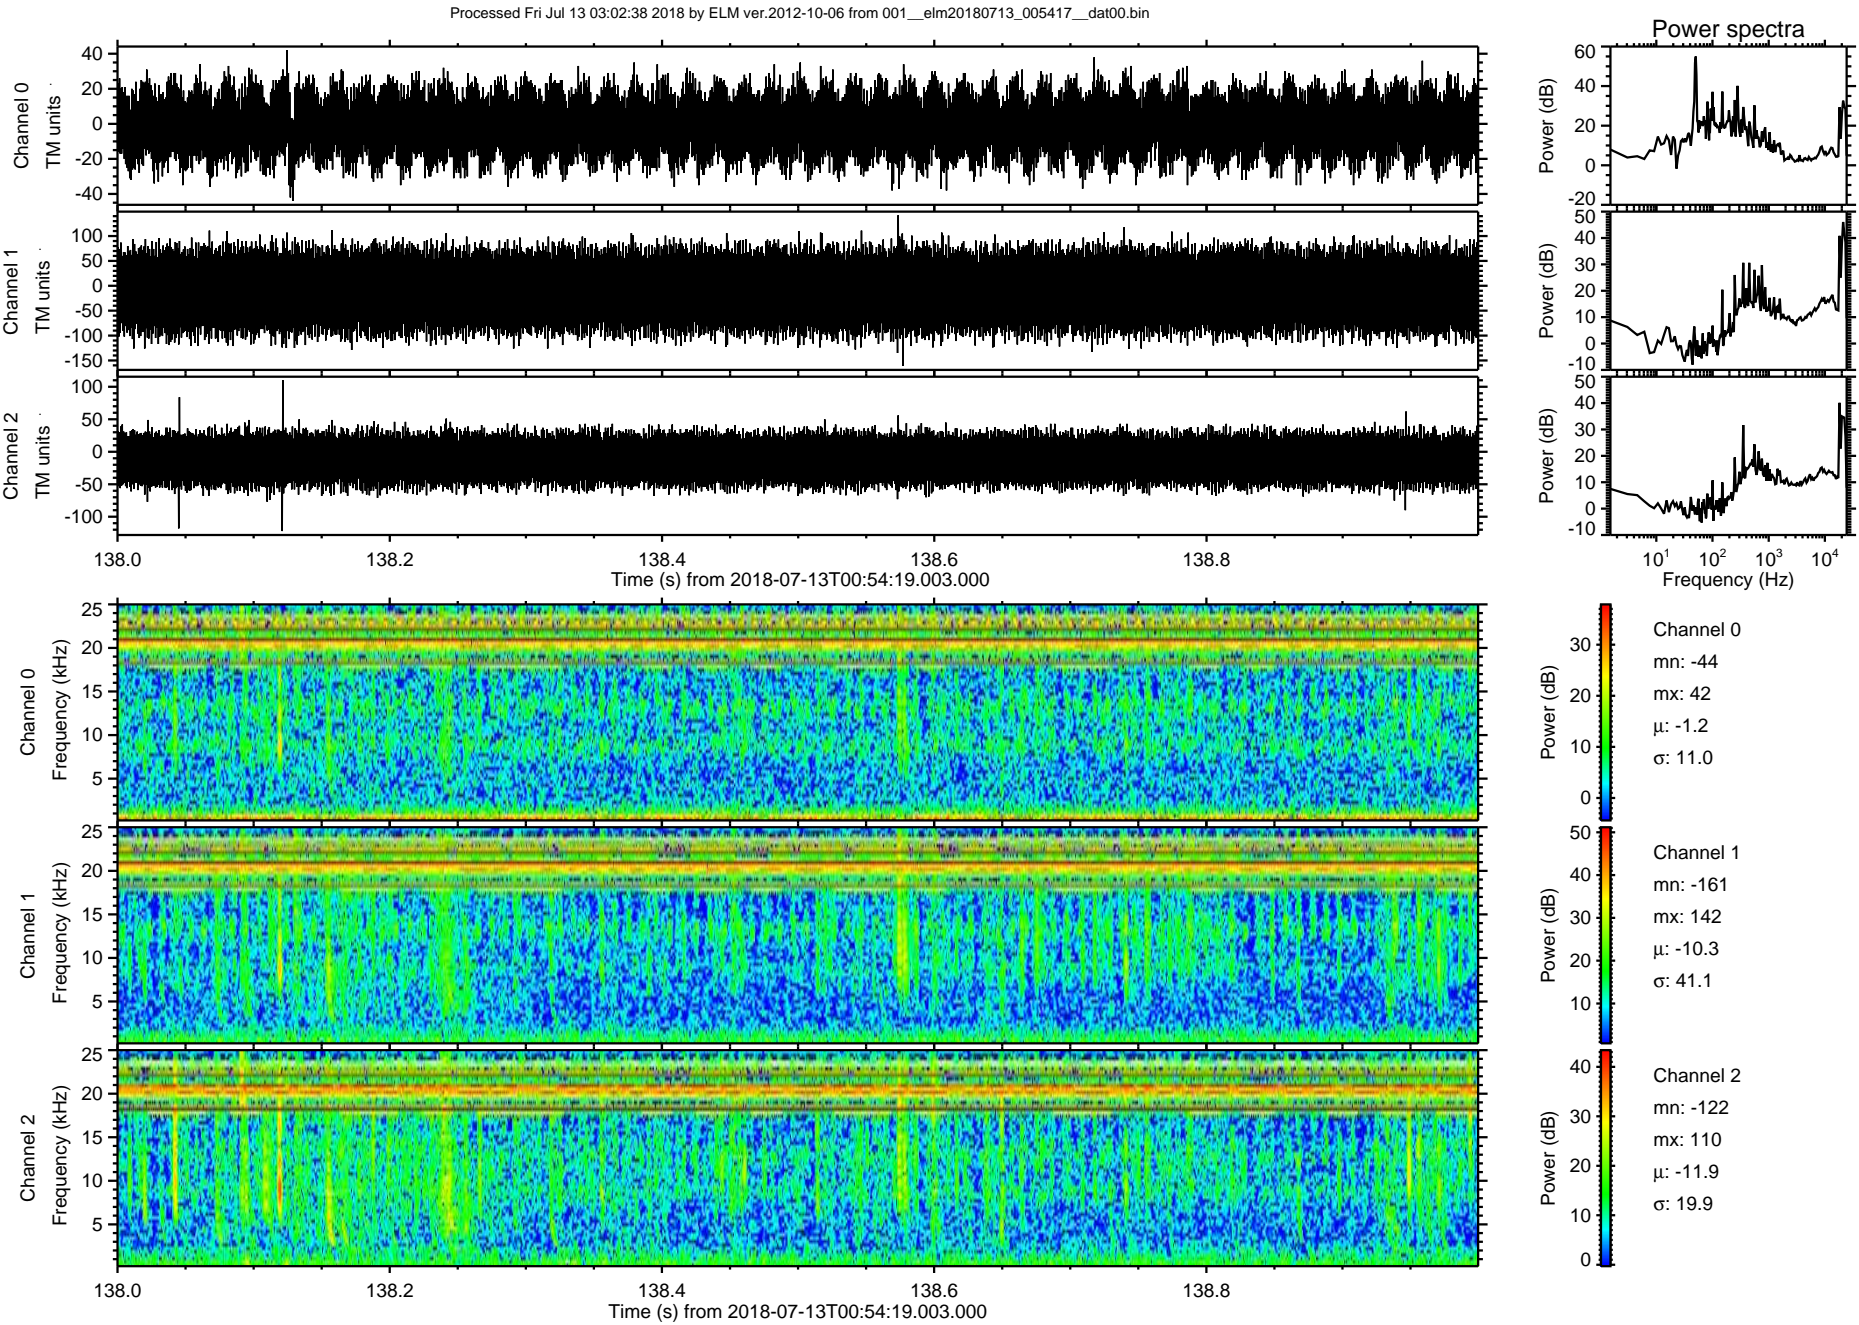 Processed Fri Jul 13 03:02:38 2018 by ELM ver.2012-10-06 from 001__elm20180713_005417__dat00.bin
Power spectra
Channel 0
TM units
40
20
0
-20
-40
Power (dB)
60
40
20
0
-20
Channel 1
TM units
100
50
0
-50
-100
-150
Power (dB)
50
40
30
20
10
0
-10
Channel 2
TM units
100
50
0
-50
-100
Power (dB)
50
40
30
20
10
0
-10
138.0 138.2 138.4 138.6 138.8
Time (s) from 2018-07-13T00:54:19.003.000
10¹ 10² 10³ 10⁴
Frequency (Hz)
Channel 0
Frequency (kHz)
25
20
15
10
5
Power (dB)
30
20
10
0
Channel 0
mn: -44
mx: 42
μ: -1.2
σ: 11.0
Channel 1
Frequency (kHz)
25
20
15
10
5
Power (dB)
50
40
30
20
10
Channel 1
mn: -161
mx: 142
μ: -10.3
σ: 41.1
Channel 2
Frequency (kHz)
25
20
15
10
5
Power (dB)
40
30
20
10
0
Channel 2
mn: -122
mx: 110
μ: -11.9
σ: 19.9
138.0 138.2 138.4 138.6 138.8
Time (s) from 2018-07-13T00:54:19.003.000